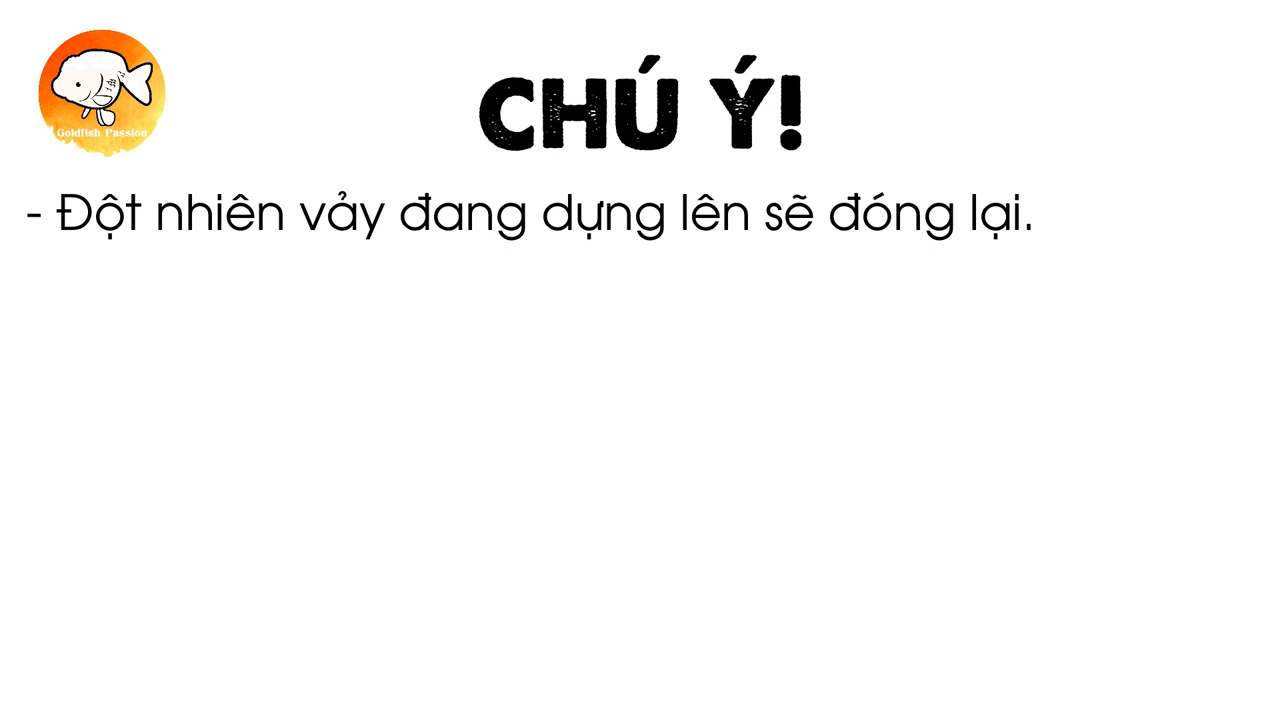 Goldfish Passion
CHÚ Ý!
- Đột nhiên vảy đang dựng lên sẽ đóng lại.